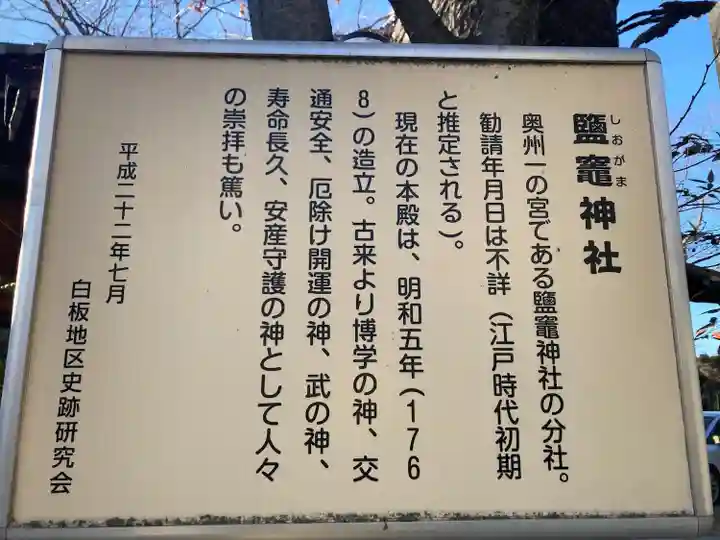 鹽竈神社
しおがま
奥州一の宮である鹽竈神社の分社。
勧請年月日は不詳(江戸時代初期
と推定される)。
現在の本殿は、明和五年(176
8)の造立。古来より博学の神、交
通安全、厄除け開運の神、武の神、
寿命長久、安産守護の神として人々
の崇拝も篤い。
平成二十二年七月
白板地区史跡研究会